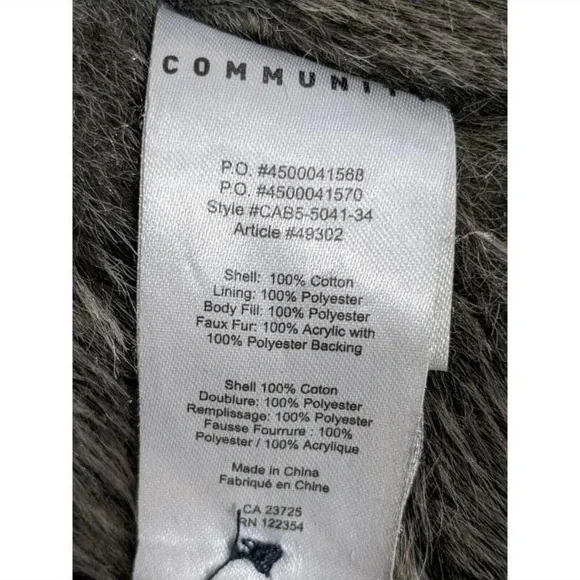 COMMUNITY
P.O. #4500041568
P.O. #4500041570
Style #CAB5-5041-34
Article #49302
Shell: 100% Cotton
Lining: 100% Polyester
Body Fill: 100% Polyester
Faux Fur: 100% Acrylic with
100% Polyester Backing
Shell 100% Coton
Doublure: 100% Polyester
Remplissage: 100% Polyester
Fausse Fourrure : 100%
Polyester / 100% Acrylique
Made in China
Fabriqué en Chine
CA 23725
RN 122354